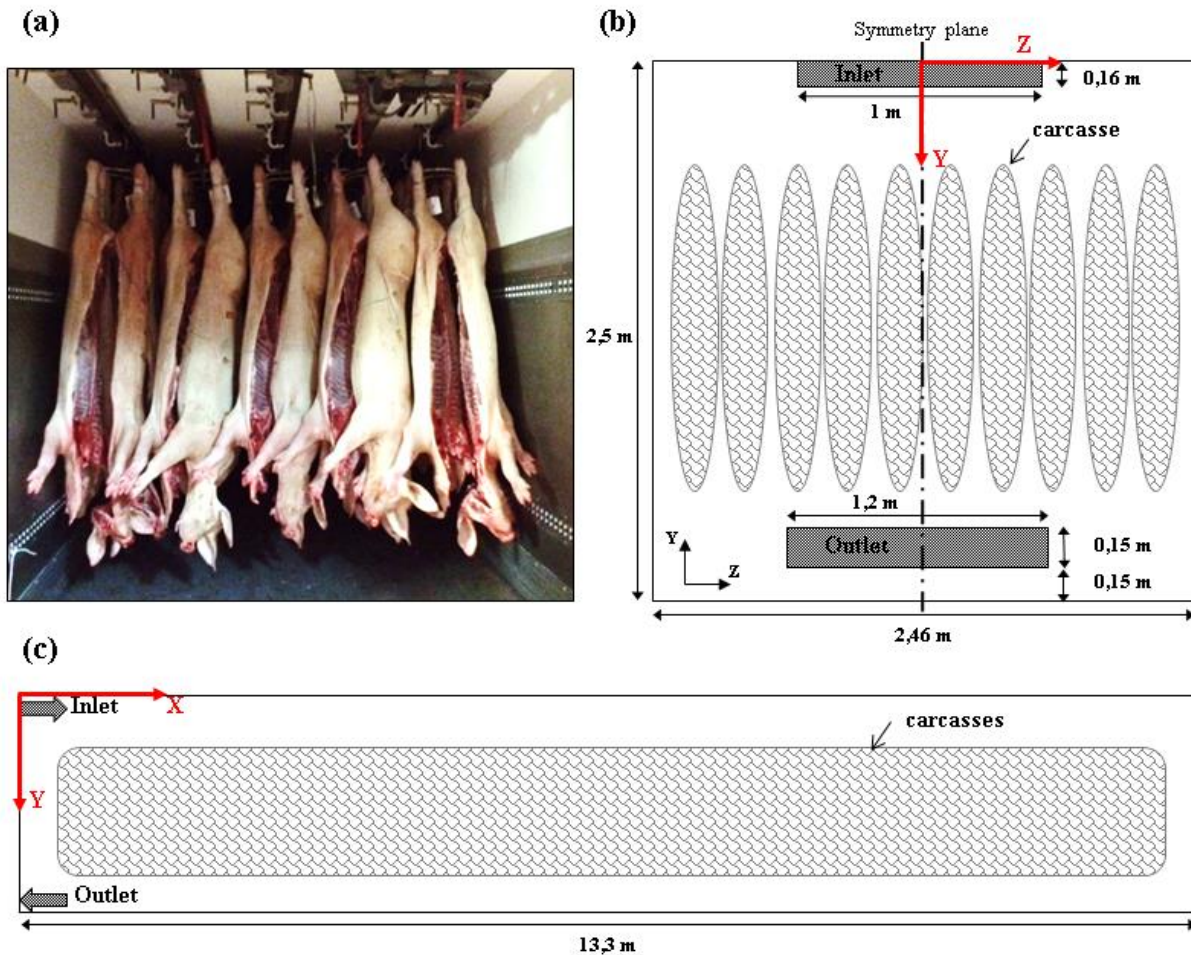 (a)
(b)
Symmetry plane
Z
Inlet
0,16 m
1 m
carcasse
Y
2,5 m
1,2 m
Outlet
0,15 m
Y
Z
0,15 m
2,46 m
(c)
Inlet
X
carcasses
Y
Outlet
13,3 m